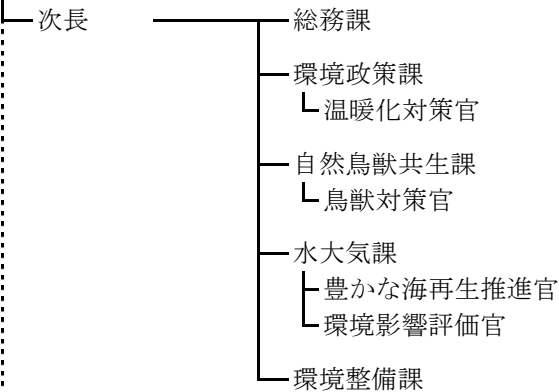 次長 総務課
環境政策課
温暖化対策官
自然鳥獣共生課
鳥獣対策官
水大気課
豊かな海再生推進官
環境影響評価官
環境整備課